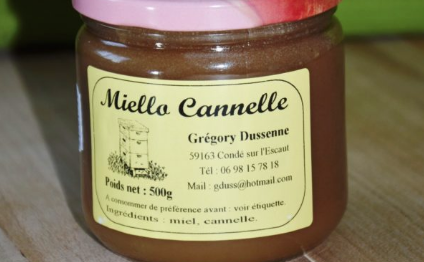 Miello Cannelle
Grégory Dussenne
59163 Condé sur l'Escaut
Tél : 06 98 15 78 18
Mail : gduss@hotmail.com
Poids net : 500g
A consommer de préférence avant : voir étiquette.
Ingrédients : miel, cannelle.